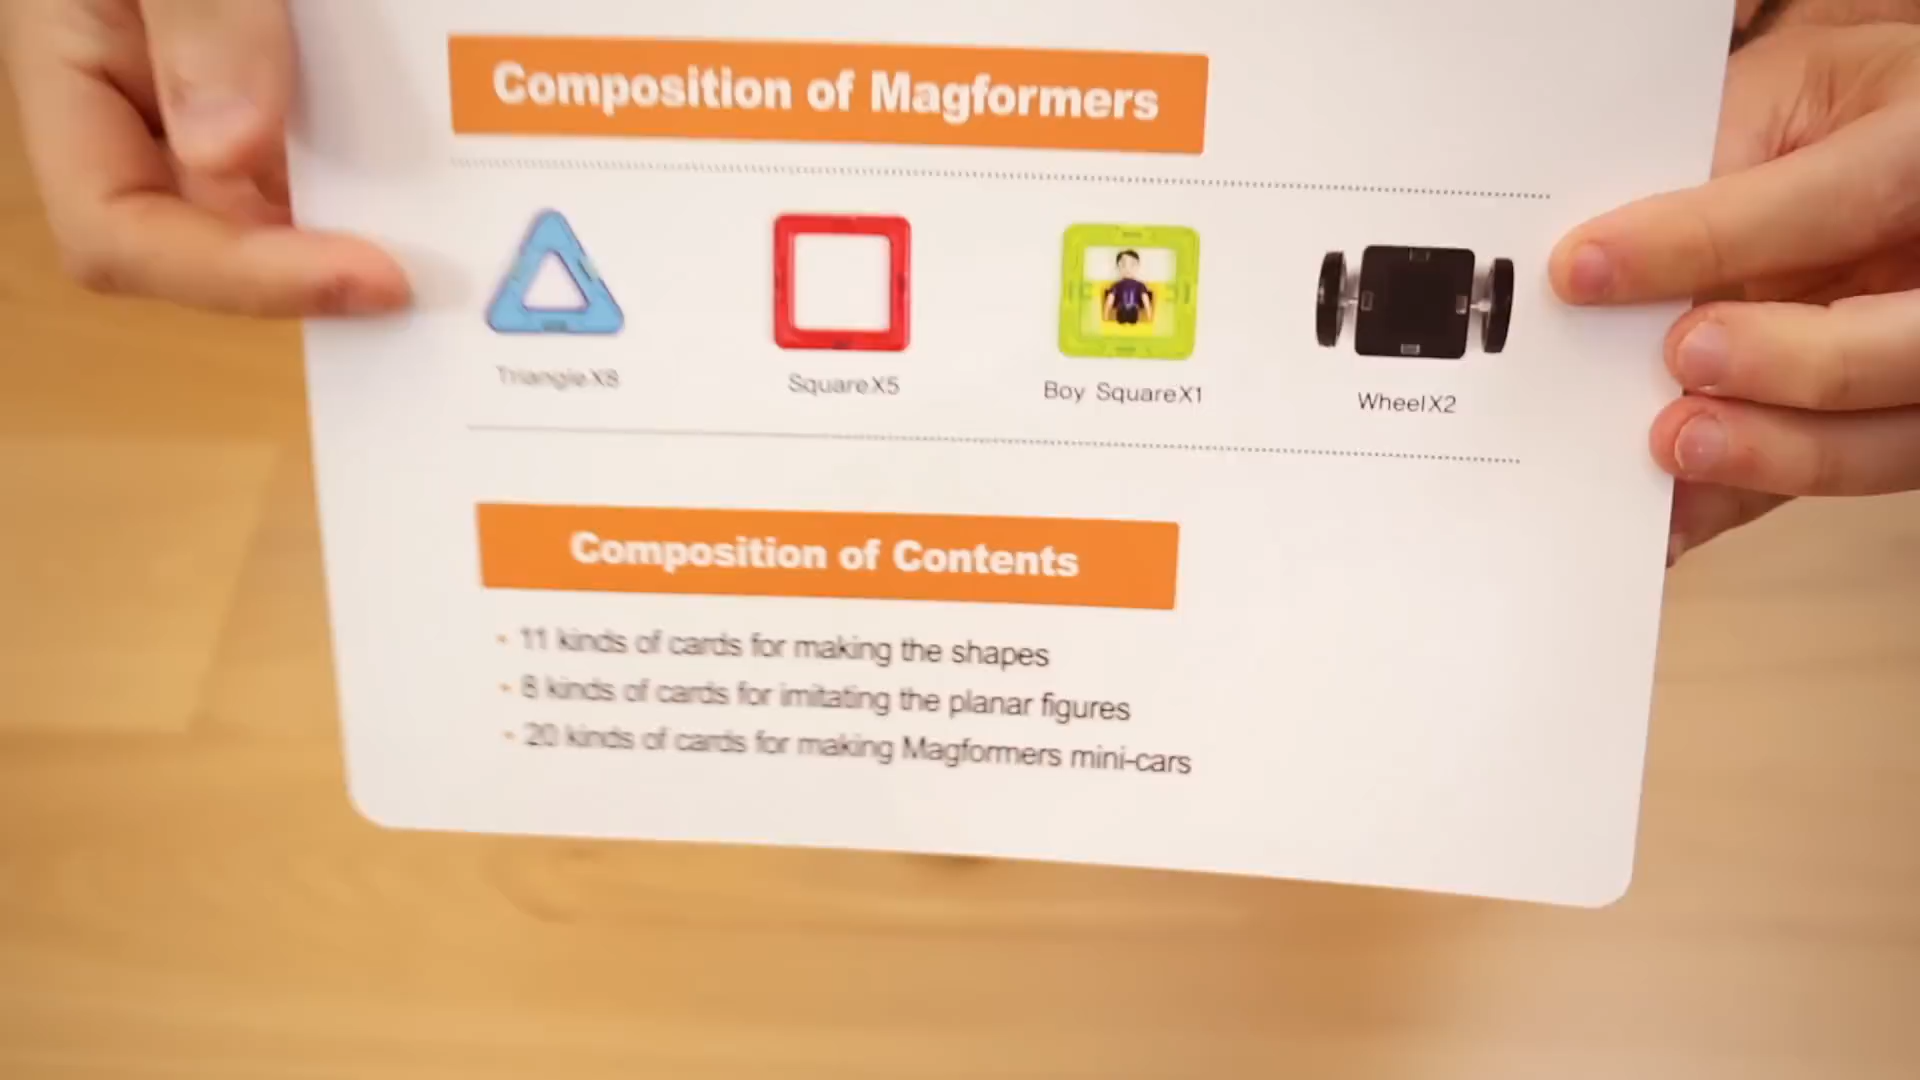 Composition of Magformers
TriangleX8
SquareX5
Boy SquareX1
WheelX2
Composition of Contents
• 11 kinds of cards for making the shapes
• 8 kinds of cards for imitating the planar figures
• 20 kinds of cards for making Magformers mini-cars